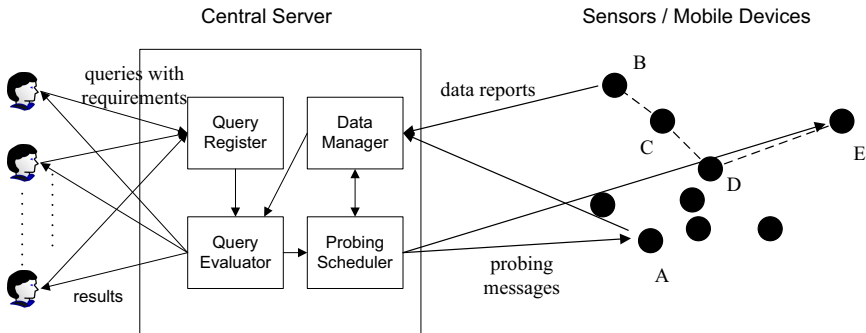 Central Server
Sensors / Mobile Devices
queries with
requirements
data reports
B
Query
Register
Data
Manager
C
E
D
Query
Evaluator
Probing
Scheduler
A
results
probing
messages